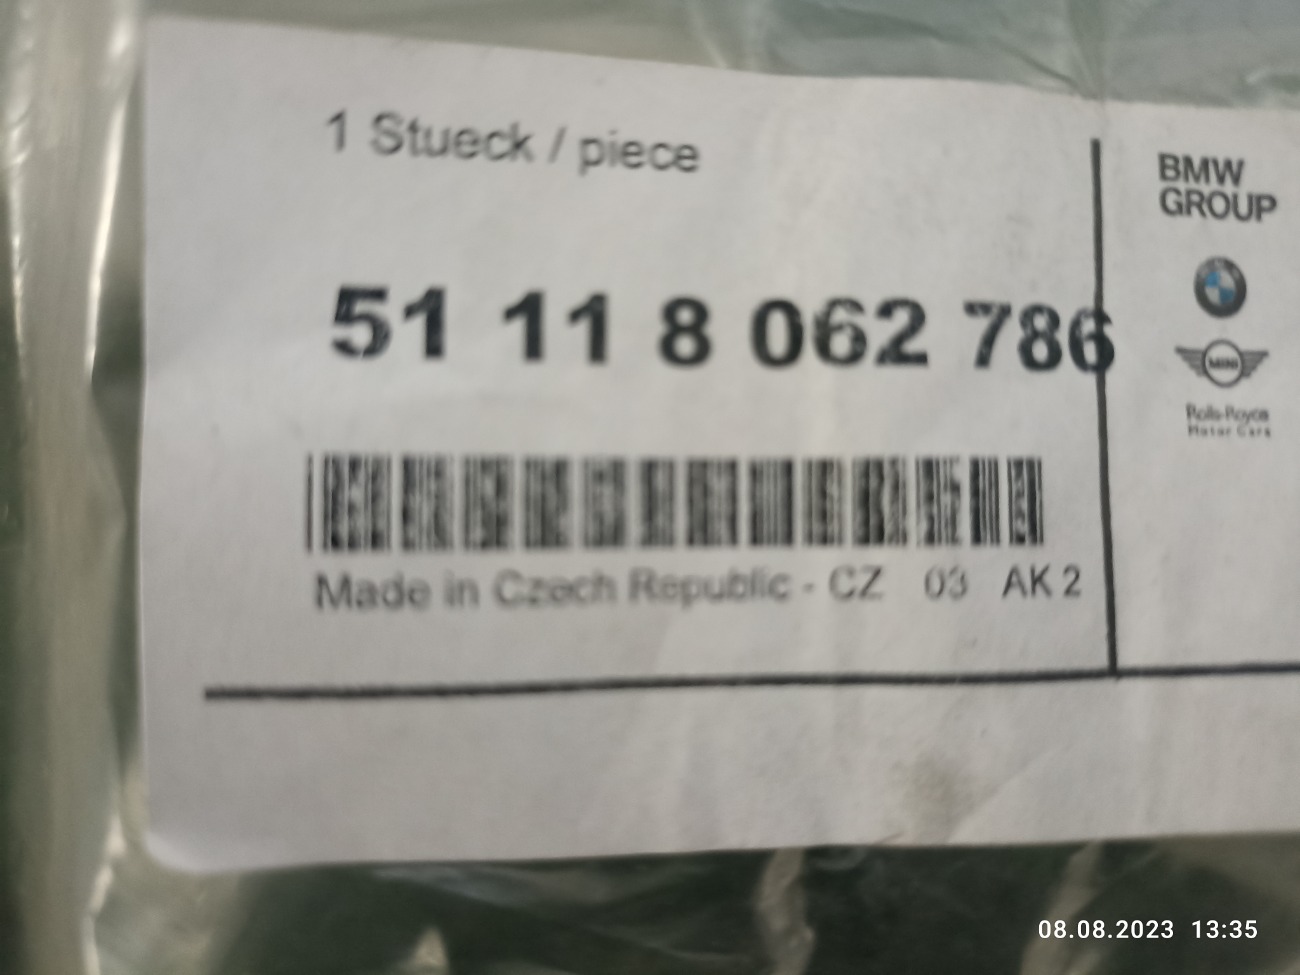 1 Stueck / piece
51 11 8 062 786
Made in Czech Republic - CZ 03 AK 2
BMW
GROUP
MINI
Rolls-Royce
Motor Cars
08.08.2023 13:35